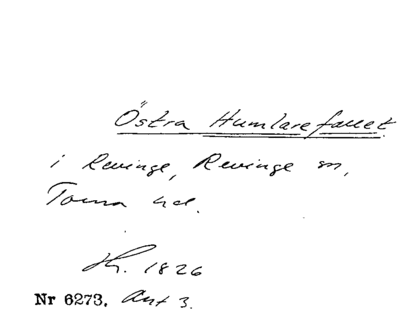 Östra Humlarefallet
i Revinge, Revinge sn,
Torna hd.
1826
Nr 6273. Akt 3.